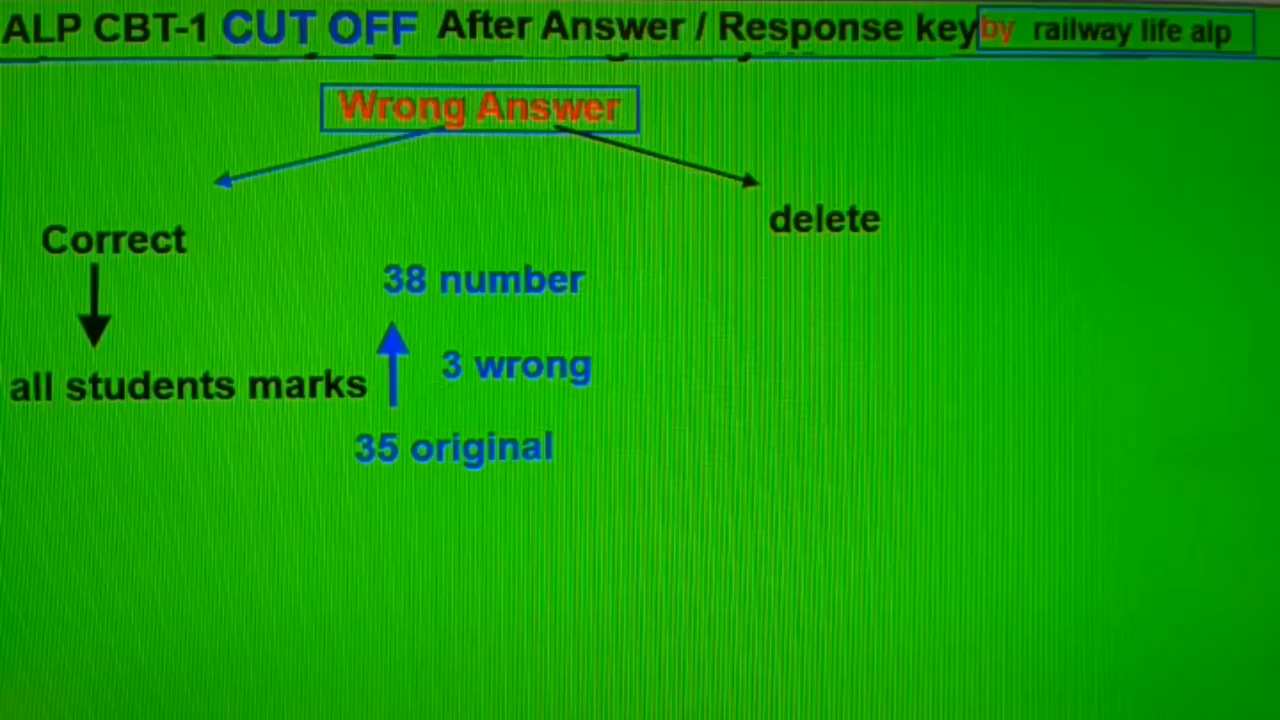 ALP CBT-1 CUT OFF After Answer / Response key by railway life alp
Wrong Answer
delete
Correct
38 number
3 wrong
all students marks
35 original